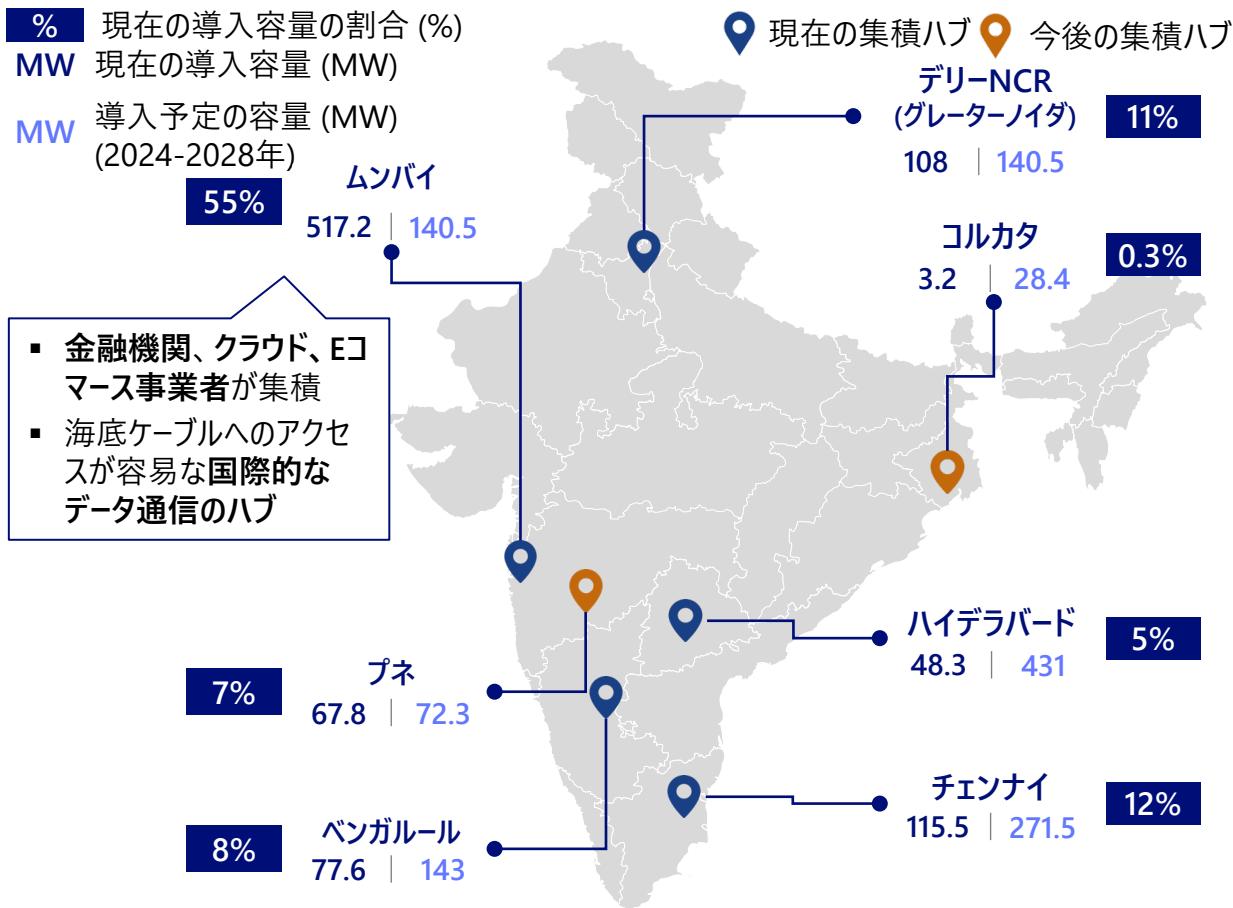 % 現在の導入容量の割合 (%)
MW 現在の導入容量 (MW)
MW 導入予定の容量 (MW)
(2024-2028年)
現在の集積ハブ
今後の集積ハブ
デリーNCR
(グレーターノイダ)
108 | 140.5
11%
ムンバイ
55%
517.2 | 140.5
コルカタ
3.2 | 28.4
0.3%
▪ 金融機関、クラウド、Eコ
マース事業者が集積
▪ 海底ケーブルへのアクセ
スが容易な国際的な
データ通信のハブ
ハイデラバード
48.3 | 431
5%
プネ
7%
67.8 | 72.3
チェンナイ
115.5 | 271.5
12%
ベンガルール
8%
77.6 | 143